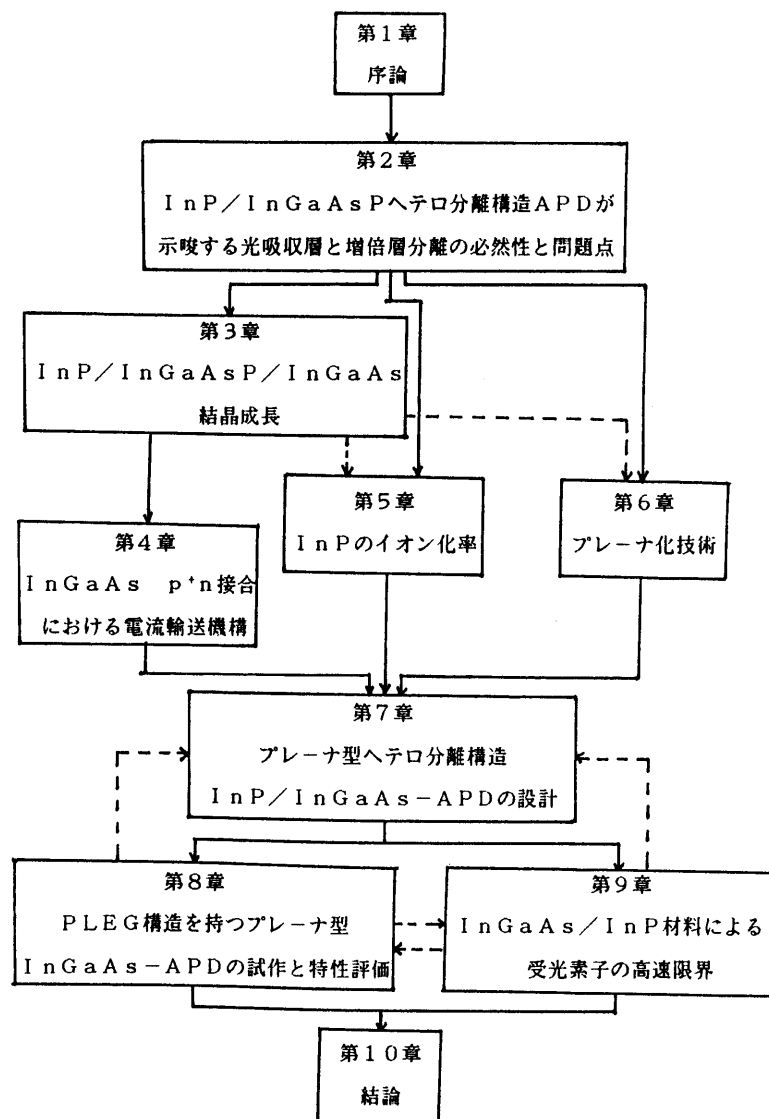 第1章
序論
第2章
InP/InGaAsPヘテロ分離構造APDが
示唆する光吸収層と増倍層分離の必然性と問題点
第3章
InP/InGaAsP/InGaAs
結晶成長
第4章
InGaAs p⁺n接合
における電流輸送機構
第5章
InPのイオン化率
第6章
プレーナ化技術
第7章
プレーナ型ヘテロ分離構造
InP/InGaAs-APDの設計
第8章
PLEG構造を持つプレーナ型
InGaAs-APDの試作と特性評価
第9章
InGaAs/InP材料による
受光素子の高速限界
第10章
結論